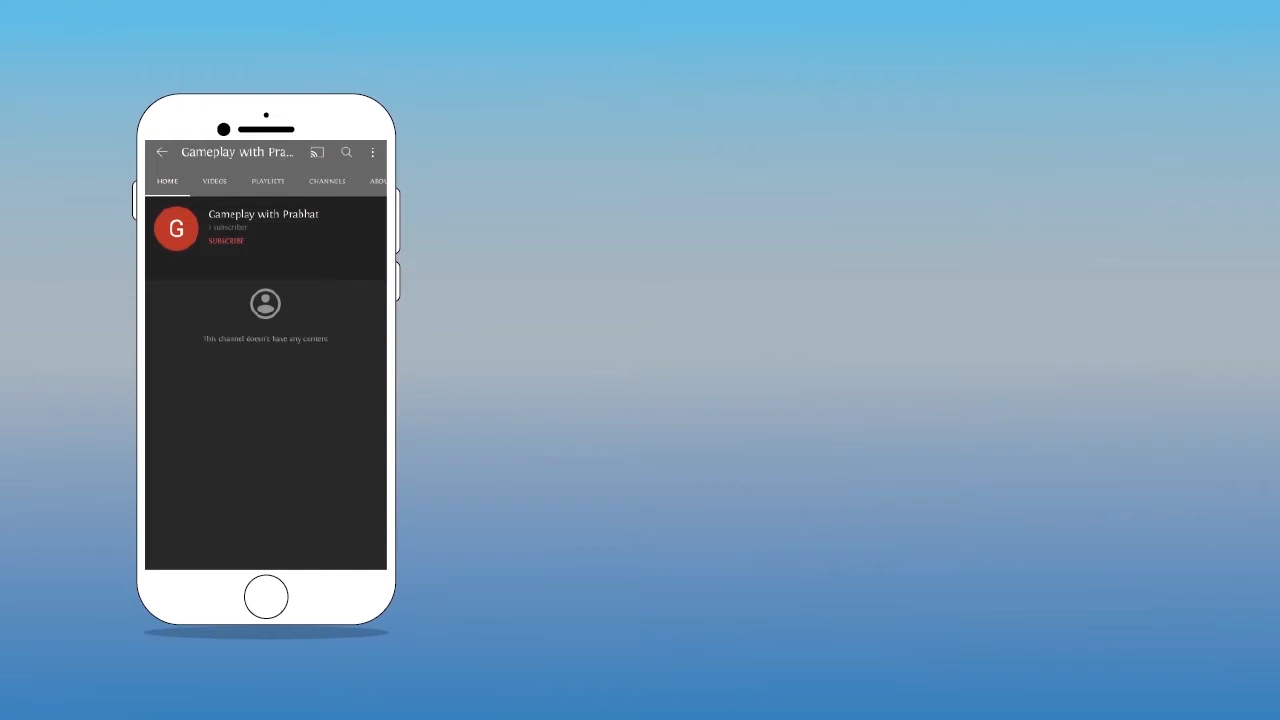 Gameplay with Pra...
HOME VIDEOS PLAYLISTS CHANNELS ABOU
G
Gameplay with Prabhat
1 subscriber
SUBSCRIBE
This channel doesn't have any content